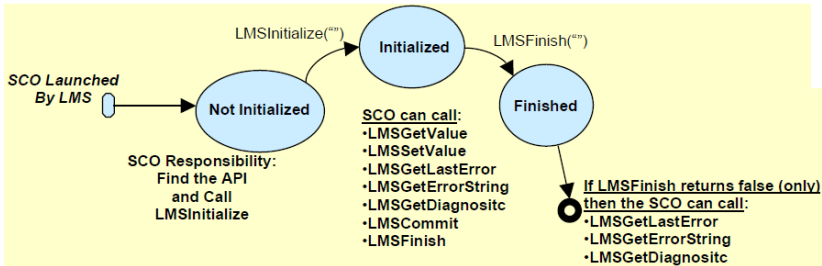 SCO Launched
By LMS
Not Initialized
SCO Responsibility:
Find the API
and Call
LMSInitialize
LMSInitialize(“”)
Initialized
SCO can call:
•LMSGetValue
•LMSSetValue
•LMSGetLastError
•LMSGetErrorString
•LMSGetDiagnositc
•LMSCommit
•LMSFinish
LMSFinish(“”)
Finished
If LMSFinish returns false (only)
then the SCO can call:
•LMSGetLastError
•LMSGetErrorString
•LMSGetDiagnositc